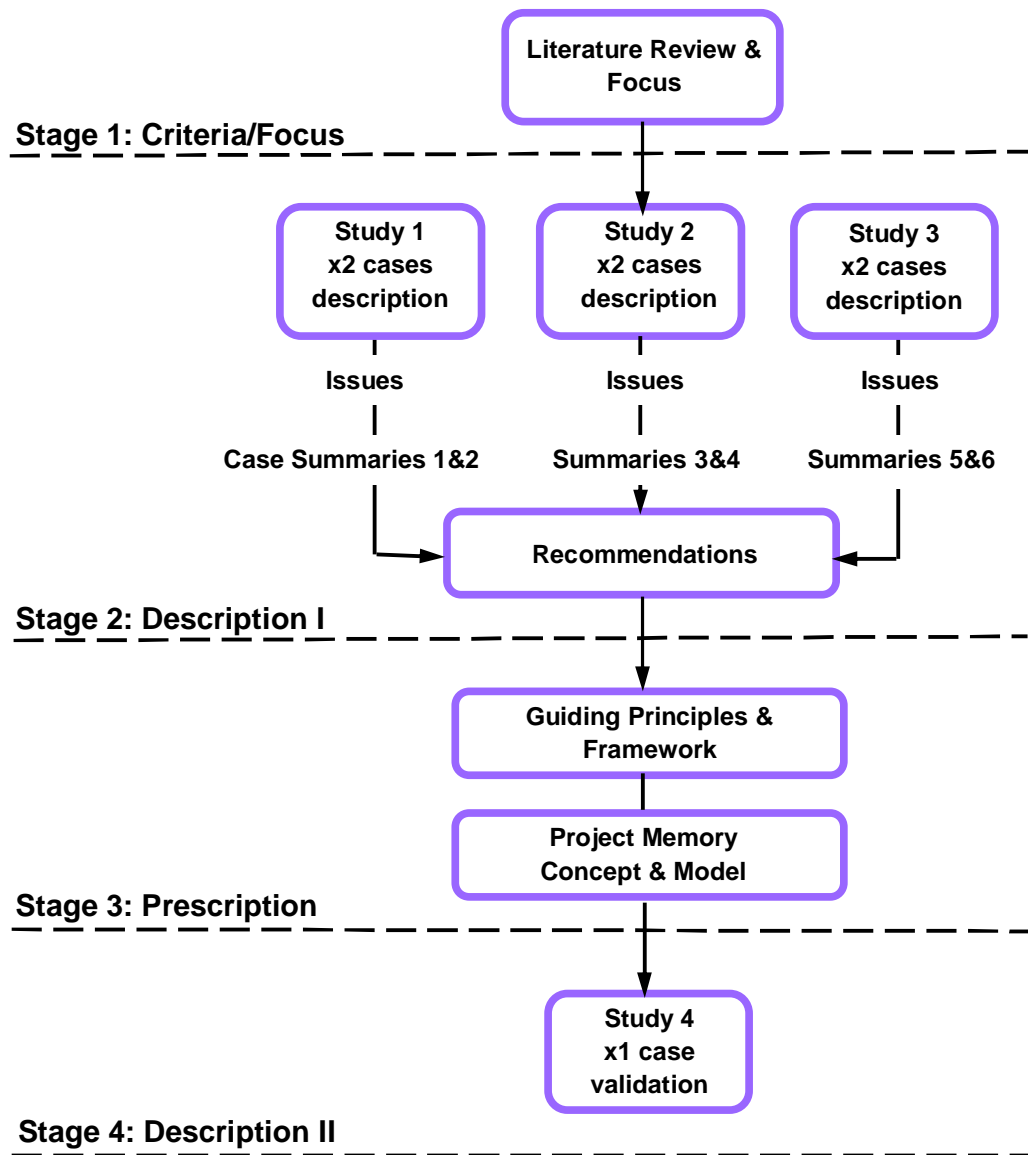 Literature Review &
Focus
Stage 1: Criteria/Focus
Study 1
x2 cases
description
Study 2
x2 cases
description
Study 3
x2 cases
description
Issues
Issues
Issues
Case Summaries 1&2
Summaries 3&4
Summaries 5&6
Recommendations
Stage 2: Description I
Guiding Principles &
Framework
Project Memory
Concept & Model
Stage 3: Prescription
Study 4
x1 case
validation
Stage 4: Description II